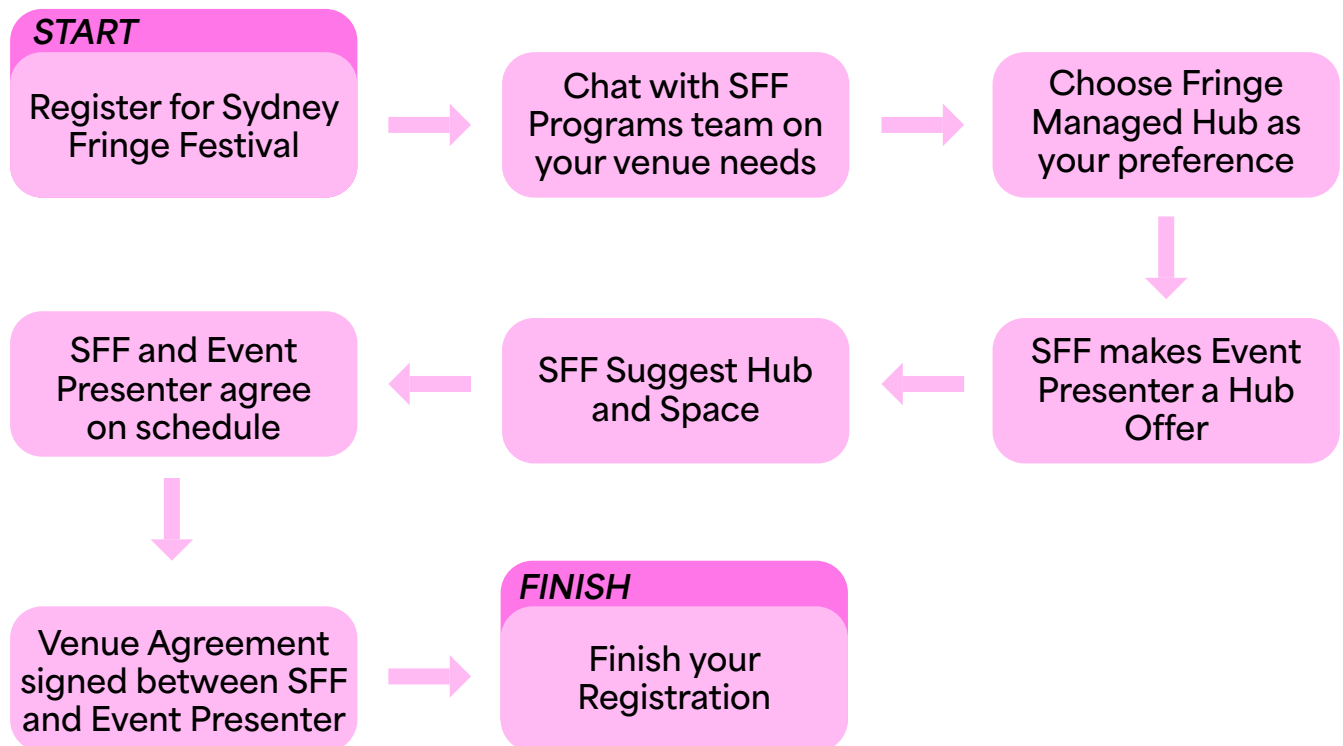 START
Register for Sydney
Fringe Festival
Chat with SFF
Programs team on
your venue needs
Choose Fringe
Managed Hub as
your preference
SFF makes Event
Presenter a Hub
Offer
SFF Suggest Hub
and Space
SFF and Event
Presenter agree
on schedule
Venue Agreement
signed between SFF
and Event Presenter
FINISH
Finish your
Registration